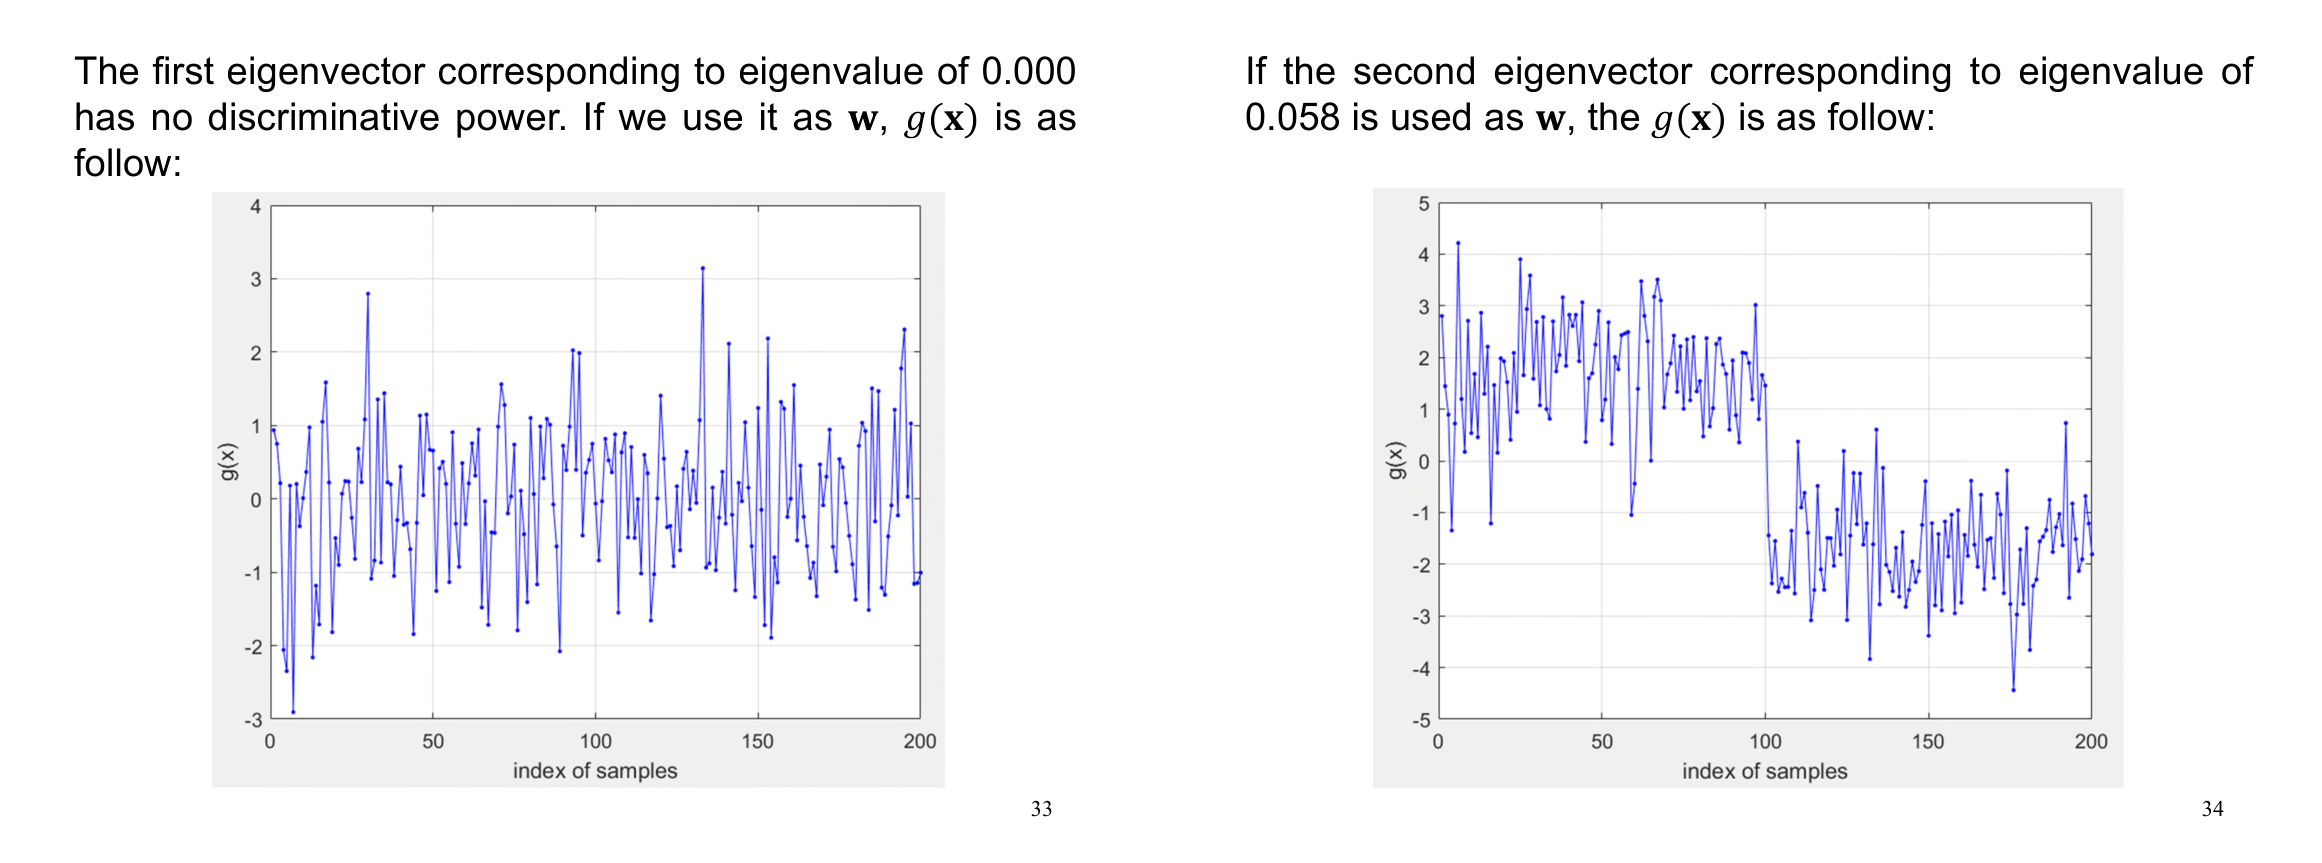 The first eigenvector corresponding to eigenvalue of 0.000
has no discriminative power. If we use it as w, g(x) is as
follow:
4
3
2
1
0
-1
-2
-3
g(x)
0 50 100 150 200
index of samples
33
If the second eigenvector corresponding to eigenvalue of
0.058 is used as w, the g(x) is as follow:
5
4
3
2
1
0
-1
-2
-3
-4
-5
g(x)
0 50 100 150 200
index of samples
34